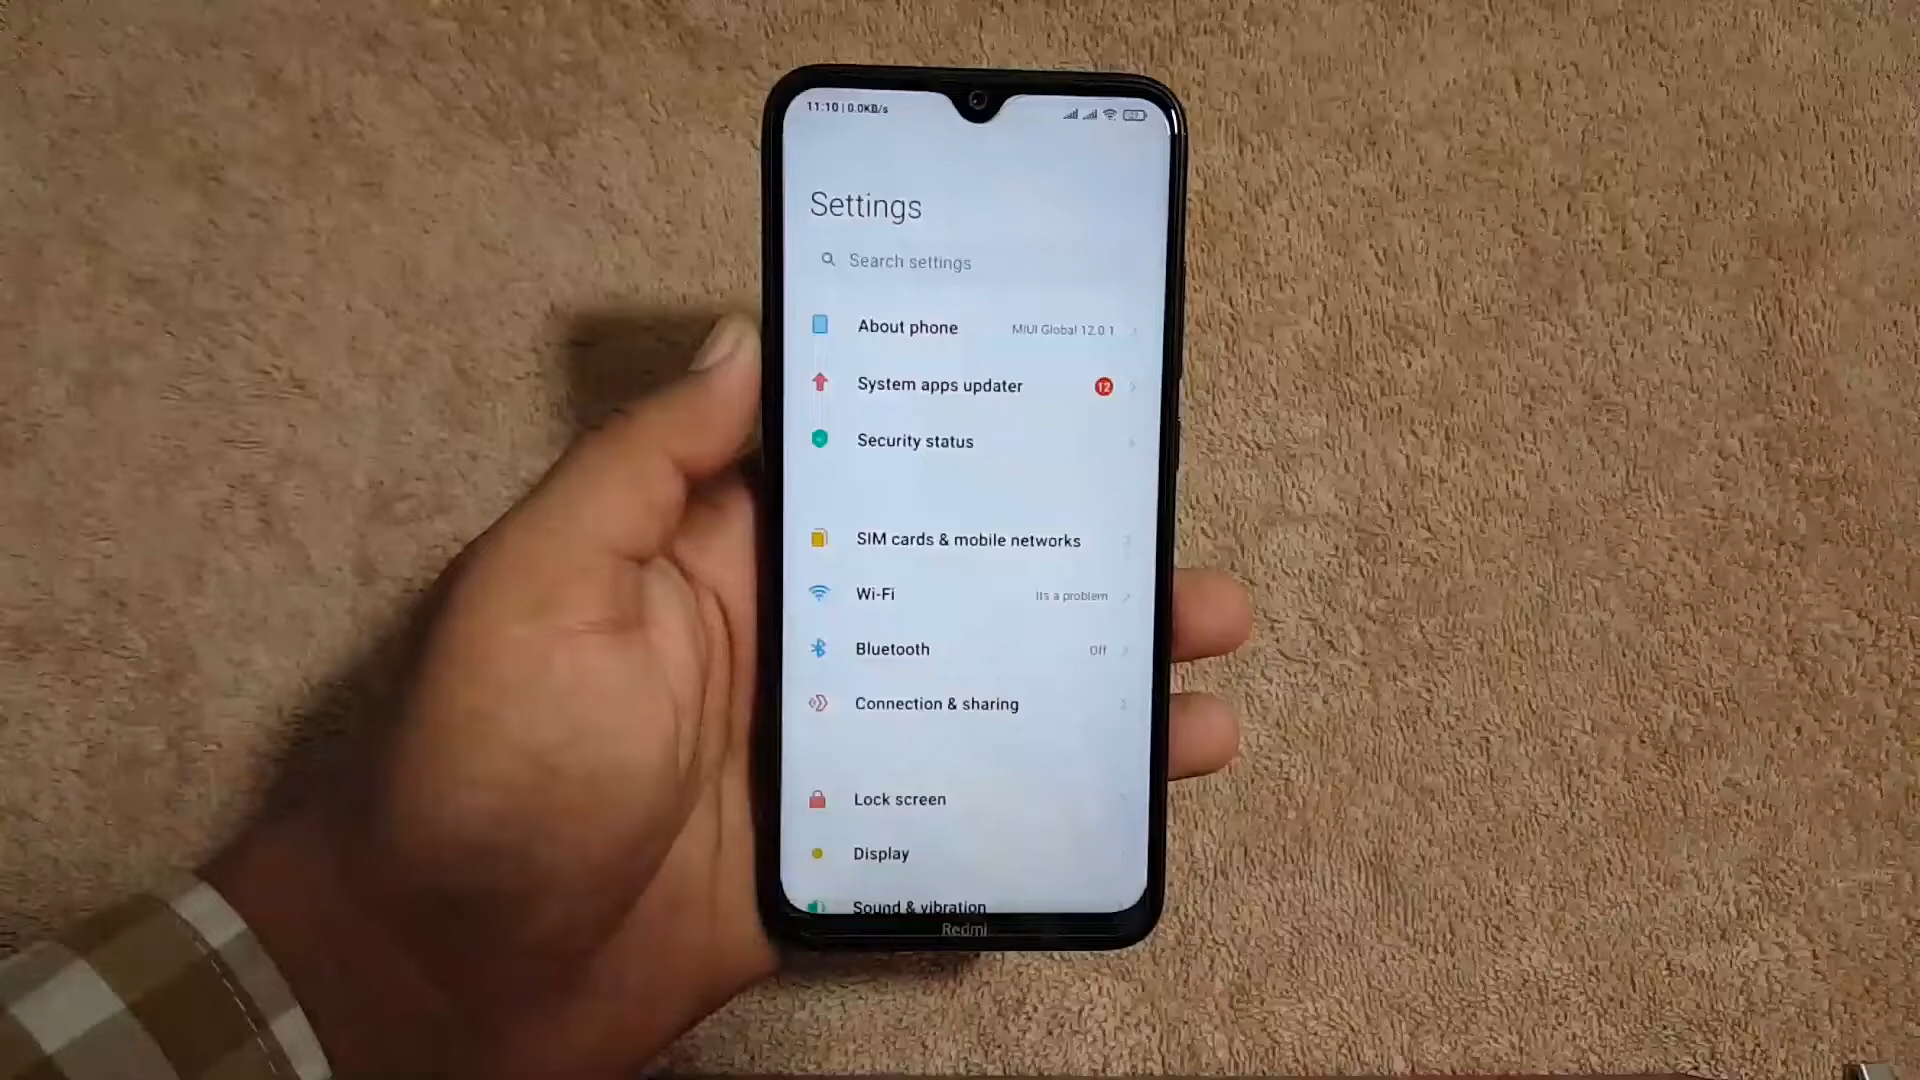 11:10 | 0.0KB/s
Settings
Search settings
About phone MIUI Global 12.0.1
System apps updater 12
Security status
SIM cards & mobile networks
Wi-Fi Its a problem
Bluetooth Off
Connection & sharing
Lock screen
Display
Sound & vibration
Redmi